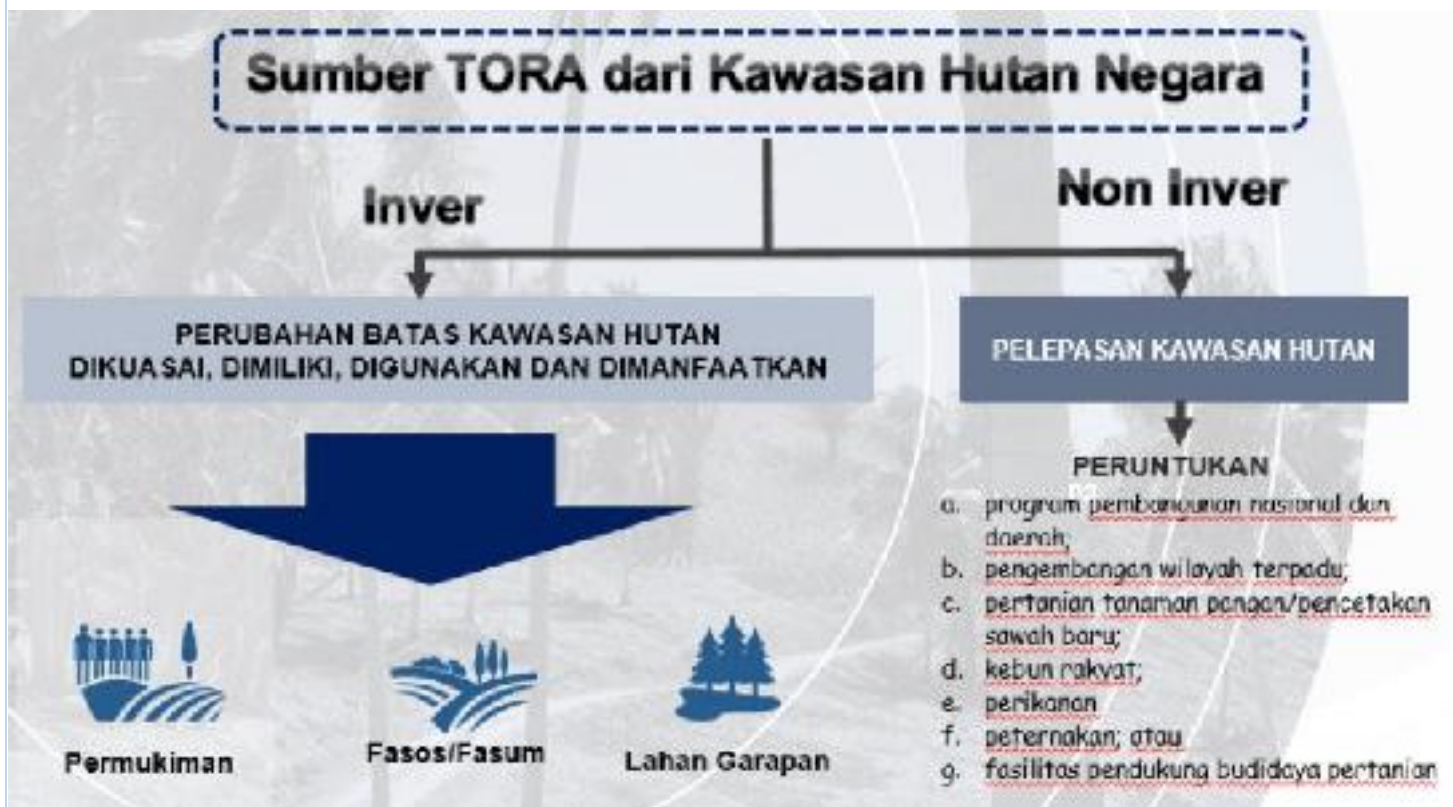 Sumber TORA dari Kawasan Hutan Negara
Inver
Non Inver
PERUBAHAN BATAS KAWASAN HUTAN
DIKUASAI, DIMILIKI, DIGUNAKAN DAN DIMANFAATKAN
PELEPASAN KAWASAN HUTAN
Permukiman
Fasos/Fasum
Lahan Garapan
PERUNTUKAN
a. program pembangunan nasional dan
daerah;
b. pengembangan wilayah terpadu;
c. pertanian tanaman pangan/pencetakan
sawah baru;
d. kebun rakyat;
e. perikanan
f. peternakan; atau
g. fasilitas pendukung budidaya pertanian